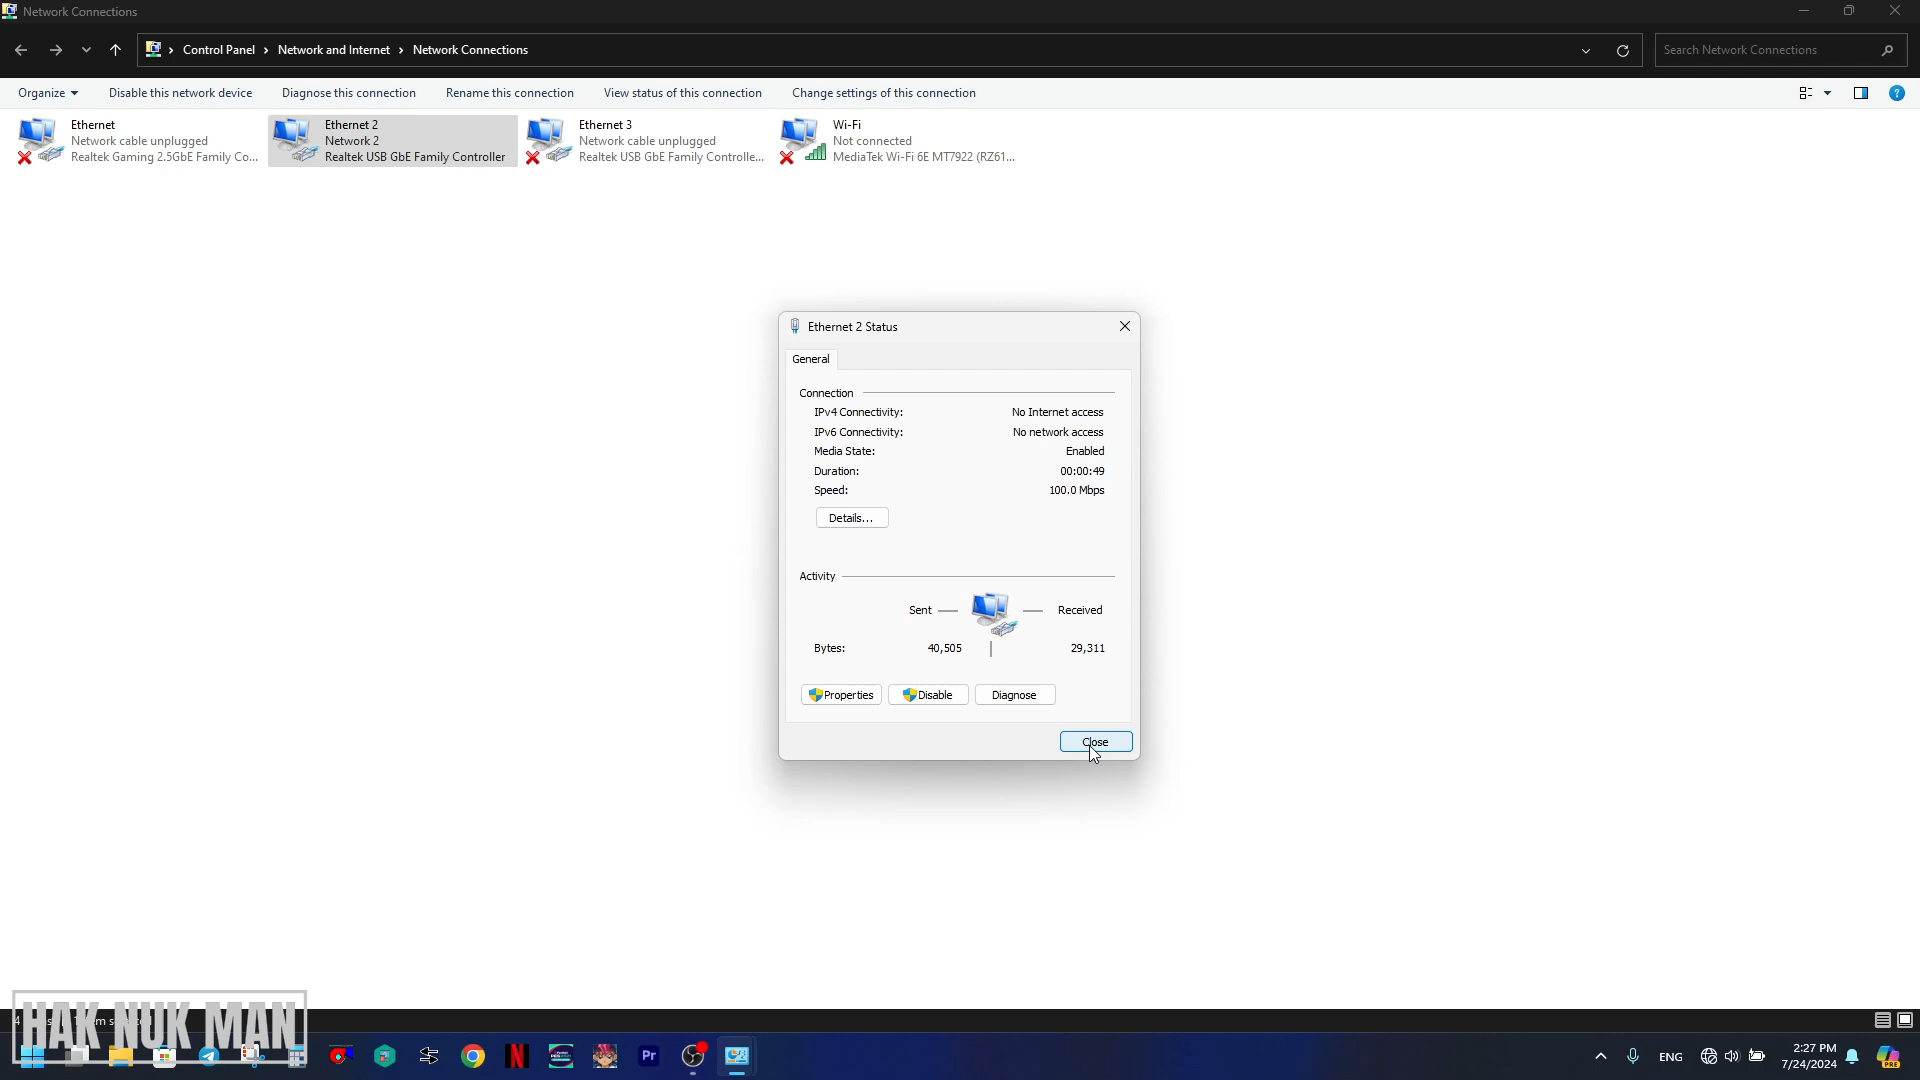 Network Connections
Control Panel > Network and Internet > Network Connections
Search Network Connections
Organize
Disable this network device
Diagnose this connection
Rename this connection
View status of this connection
Change settings of this connection
Ethernet
Network cable unplugged
Realtek Gaming 2.5GbE Family Co...
Ethernet 2
Network 2
Realtek USB GbE Family Controller
Ethernet 3
Network cable unplugged
Realtek USB GbE Family Controlle...
Wi-Fi
Not connected
MediaTek Wi-Fi 6E MT7922 (RZ61...
Ethernet 2 Status
General
Connection
IPv4 Connectivity: No Internet access
IPv6 Connectivity: No network access
Media State: Enabled
Duration: 00:00:49
Speed: 100.0 Mbps
Details...
Activity
Sent Received
Bytes: 40,505 29,311
Properties
Disable
Diagnose
Close
HAK NUK MAN
N
Pr
ENG
2:27 PM
7/24/2024
PRE